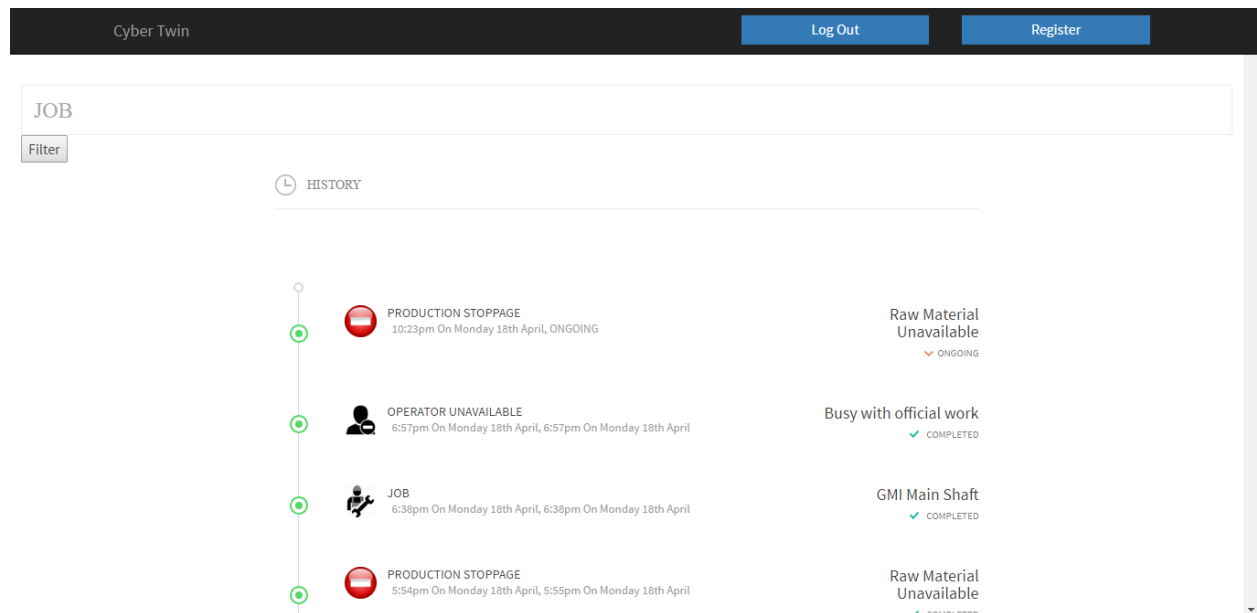 Cyber Twin
Log Out
Register
JOB
Filter
HISTORY
PRODUCTION STOPPAGE
10:23pm On Monday 18th April, ONGOING
Raw Material
Unavailable
ONGOING
OPERATOR UNAVAILABLE
6:57pm On Monday 18th April, 6:57pm On Monday 18th April
Busy with official work
COMPLETED
JOB
6:38pm On Monday 18th April, 6:38pm On Monday 18th April
GMI Main Shaft
COMPLETED
PRODUCTION STOPPAGE
5:54pm On Monday 18th April, 5:55pm On Monday 18th April
Raw Material
Unavailable
COMPLETED